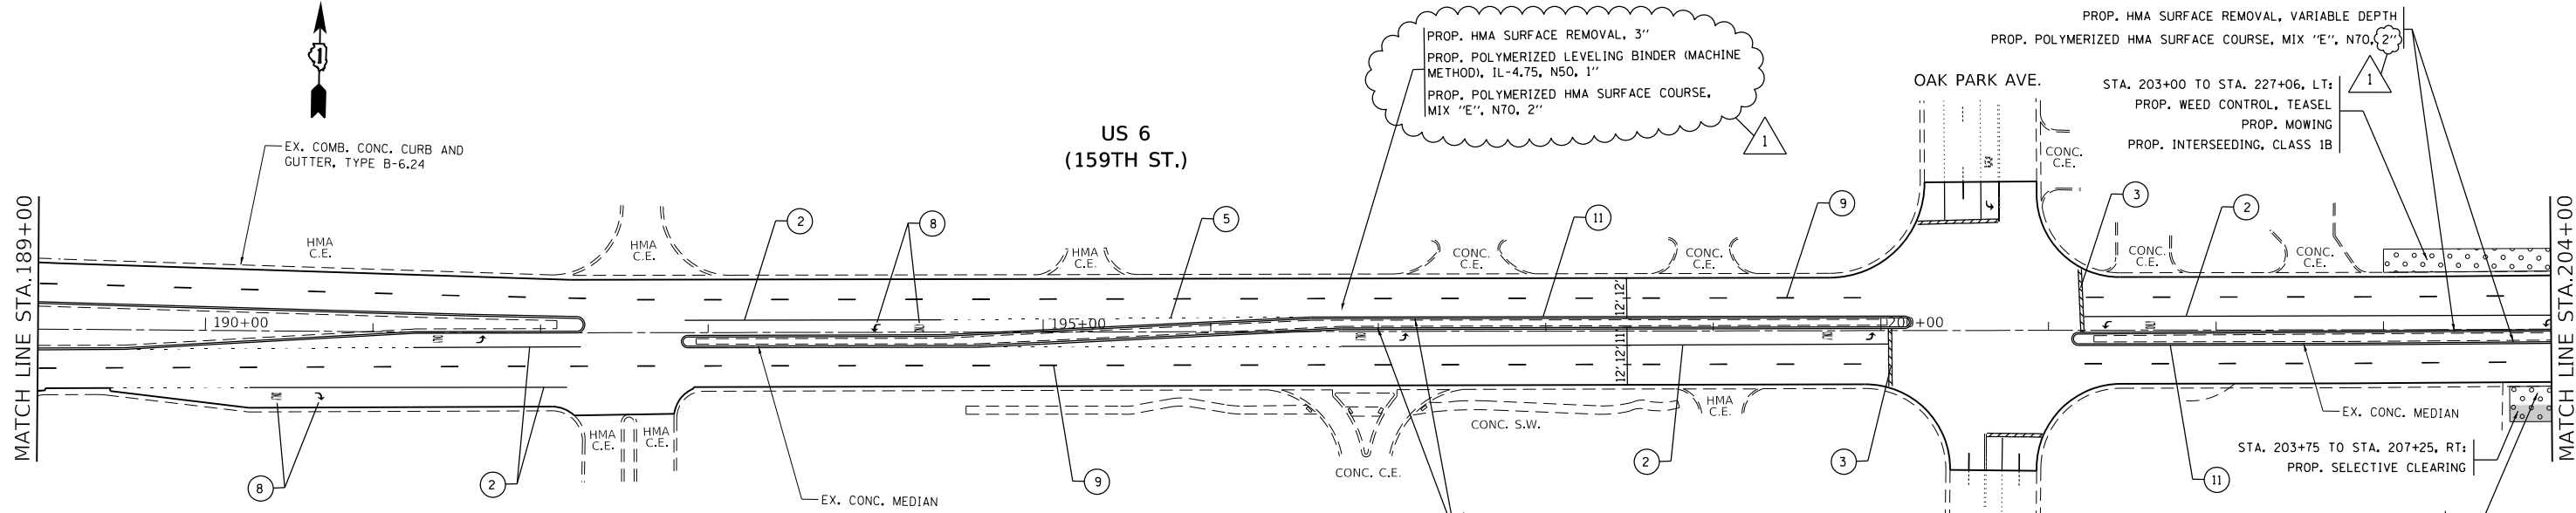 PROP. HMA SURFACE REMOVAL, VARIABLE DEPTH
PROP. POLYMERIZED HMA SURFACE COURSE, MIX "E", N70, 2"
1
PROP. HMA SURFACE REMOVAL, 3"
PROP. POLYMERIZED LEVELING BINDER (MACHINE
METHOD), IL-4.75, N50, 1"
PROP. POLYMERIZED HMA SURFACE COURSE,
MIX "E", N70, 2"
1
OAK PARK AVE.
STA. 203+00 TO STA. 227+06, LT:
PROP. WEED CONTROL, TEASEL
PROP. MOWING
PROP. INTERSEEDING, CLASS 1B
US 6
(159TH ST.)
EX. COMB. CONC. CURB AND
GUTTER, TYPE B-6.24
MATCH LINE STA.189+00
MATCH LINE STA.204+00
HMA
C.E.
HMA
C.E.
2
8
HMA
C.E.
5
CONC.
C.E.
11
CONC.
C.E.
9
CONC.
C.E.
3
CONC.
C.E.
2
CONC.
C.E.
190+00
195+00
200+00
12' 12'
12' 12' 11'
8
2
HMA
C.E.
HMA
C.E.
EX. CONC. MEDIAN
9
CONC. C.E.
CONC. S.W.
2
HMA
C.E.
3
11
EX. CONC. MEDIAN
STA. 203+75 TO STA. 207+25, RT:
PROP. SELECTIVE CLEARING